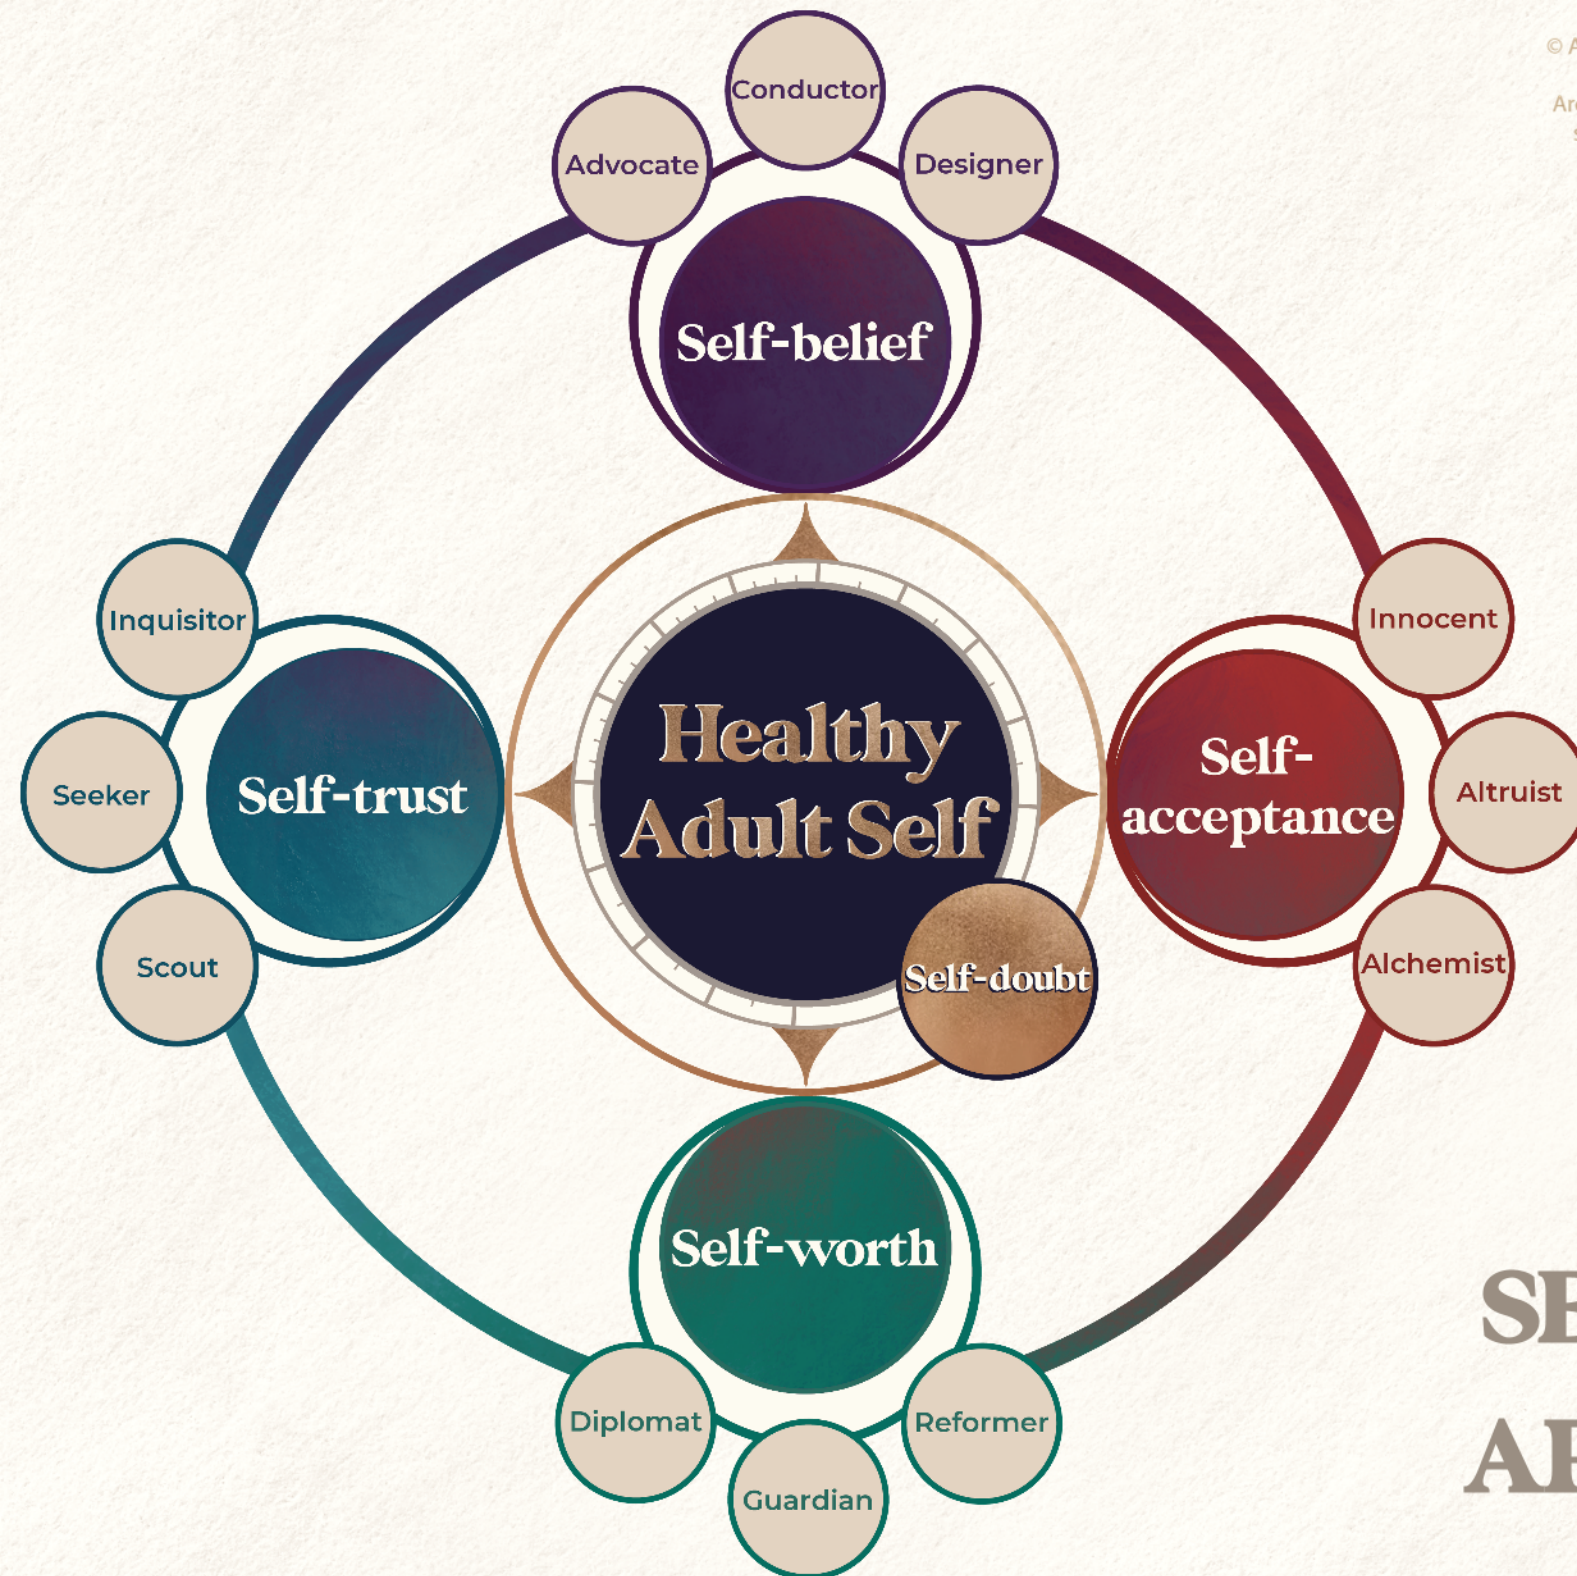 Conductor
Advocate
Designer
Self-belief
Inquisitor
Innocent
Healthy
Adult Self
Self-trust
Self-
acceptance
Seeker
Altruist
Scout
Alchemist
Self-doubt
Self-worth
Diplomat
Reformer
Guardian